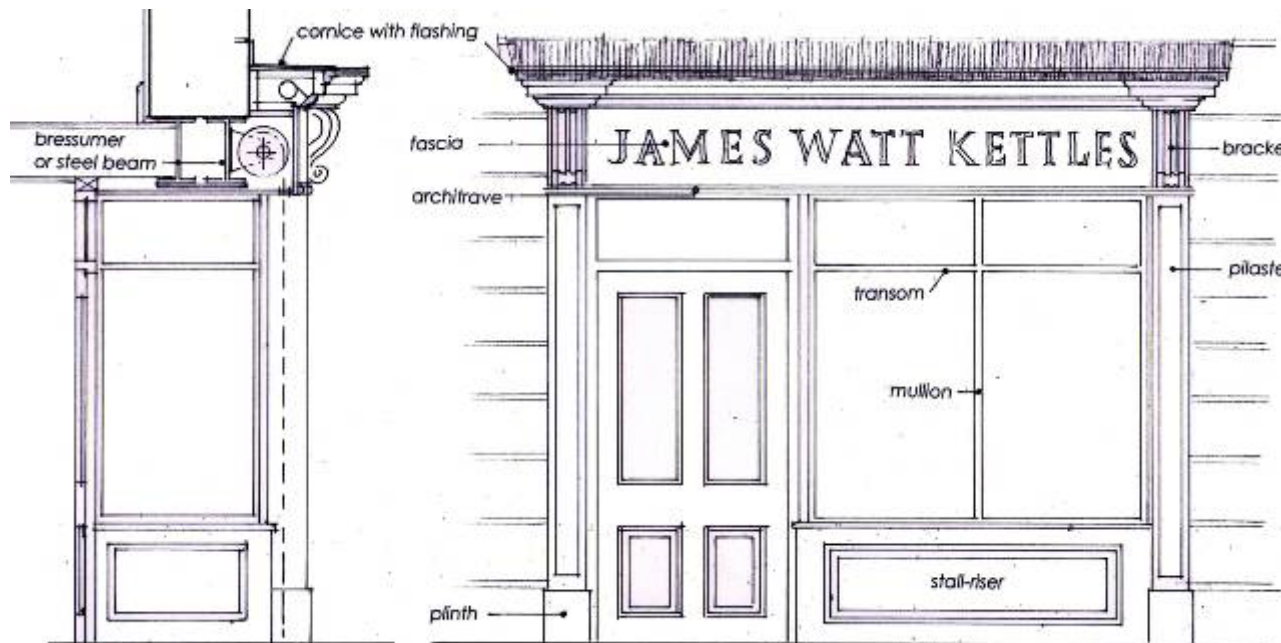 cornice with flashing
bressumer
or steel beam
fascia
JAMES WATT KETTLES
bracke
architrave
pilaste
transom
mullion
stall-riser
plinth